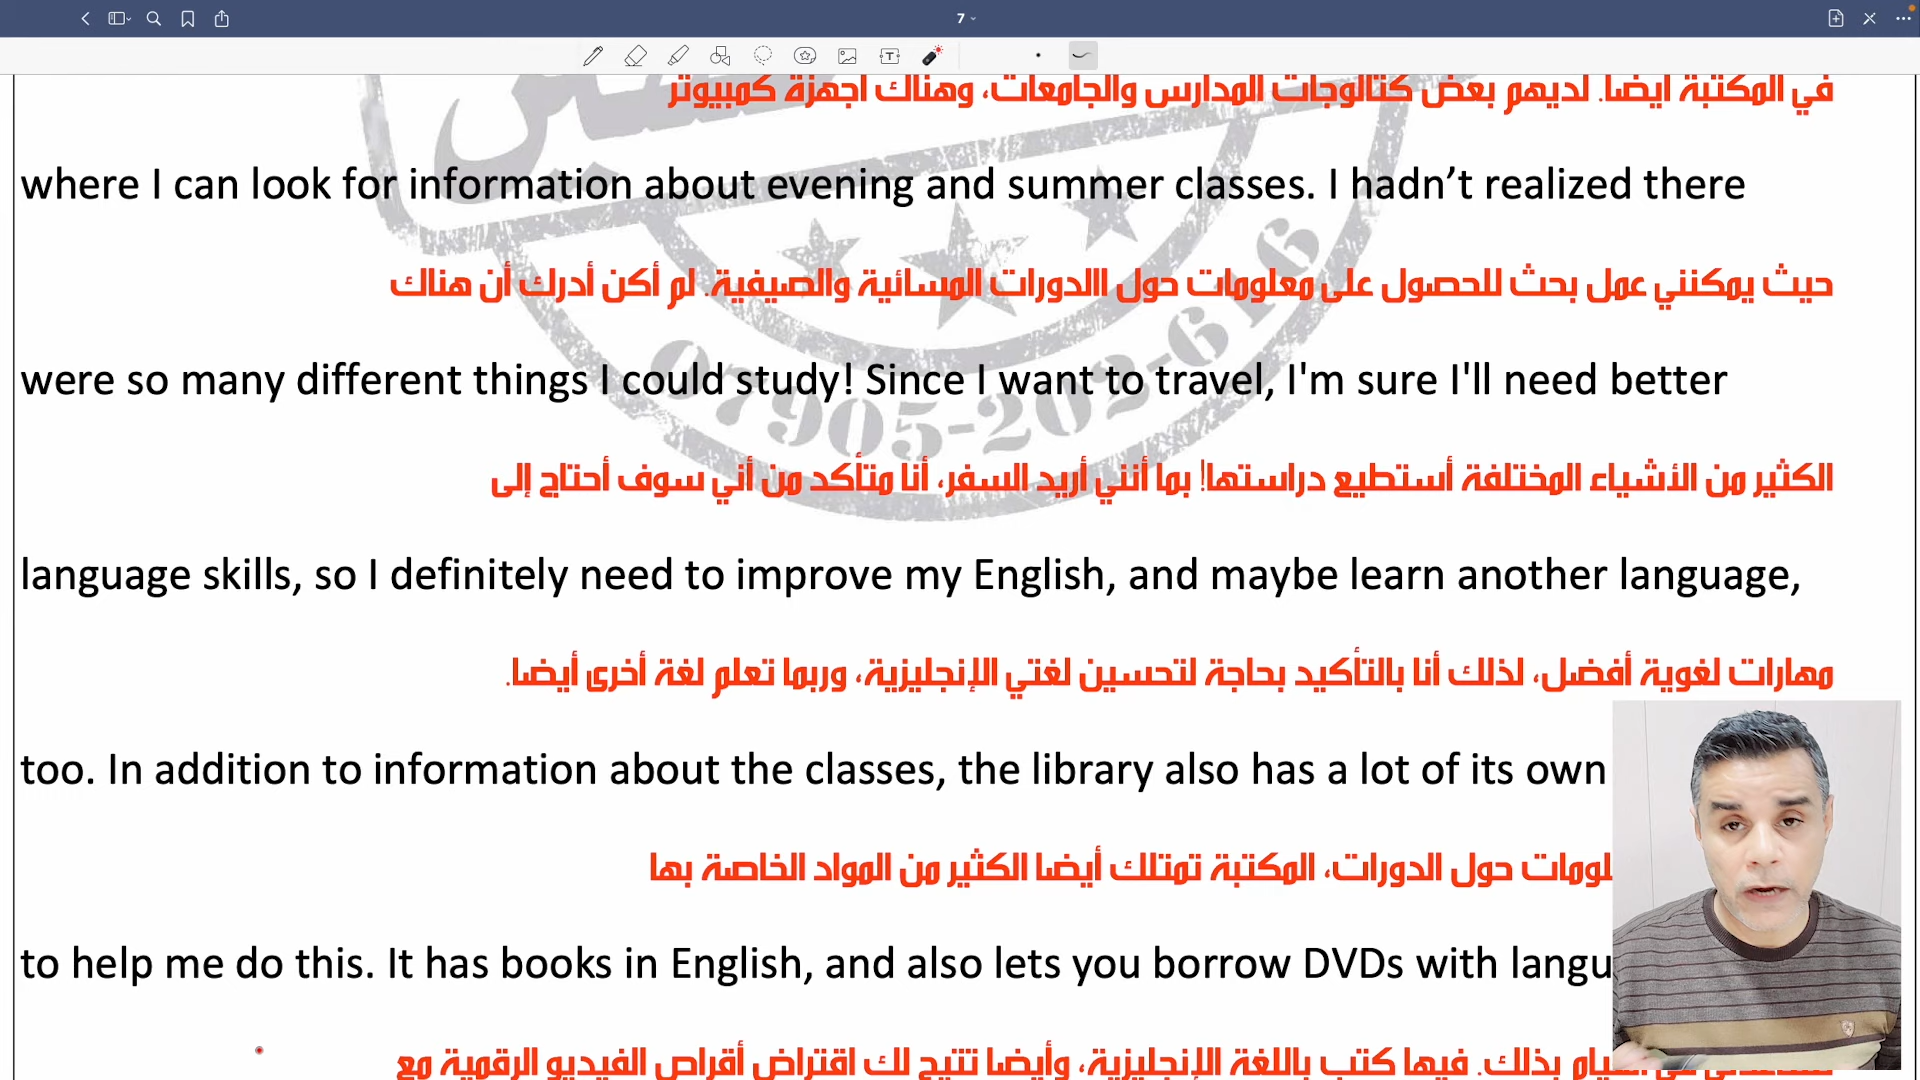 7
في المكتبة أيضا. لديهم بعض كتالوجات المدارس والجامعات، وهناك أجهزة كمبيوتر
where I can look for information about evening and summer classes. I hadn’t realized there
حيث يمكنني عمل بحث للحصول على معلومات حول االدورات المسائية والصيفية. لم أكن أدرك أن هناك
were so many different things I could study! Since I want to travel, I'm sure I'll need better
07905-202-616
الكثير من الأشياء المختلفة أستطيع دراستها! بما أنني أريد السفر، أنا متأكد من أني سوف أحتاج إلى
language skills, so I definitely need to improve my English, and maybe learn another language,
مهارات لغوية أفضل، لذلك أنا بالتأكيد بحاجة لتحسين لغتي الإنجليزية، وربما تعلم لغة أخرى أيضا.
too. In addition to information about the classes, the library also has a lot of its own
حول الدورات، المكتبة تمتلك أيضا الكثير من المواد الخاصة بها
to help me do this. It has books in English, and also lets you borrow DVDs with
بذلك. فيها كتب باللغة الإنجليزية، وأيضا تتيح لك اقتراض أقراص الفيديو الرقمية مع